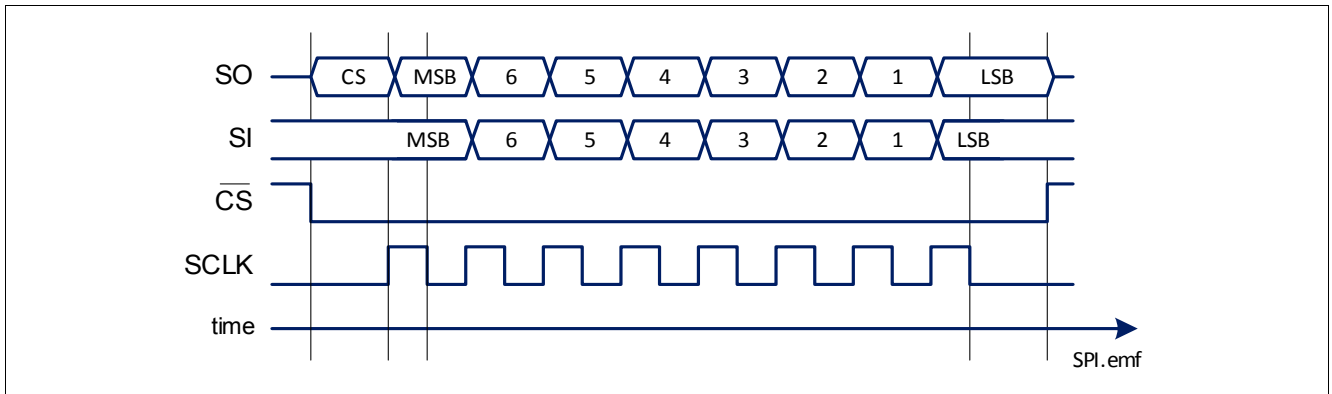 SO CS MSB 6 5 4 3 2 1 LSB
SI MSB 6 5 4 3 2 1 LSB
CS
SCLK
time
SPI.emf